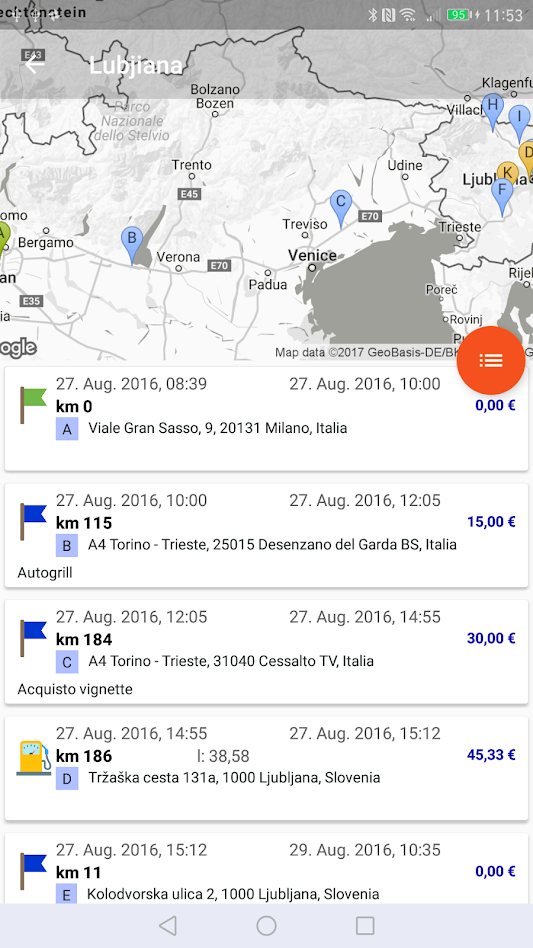 echtenstein
95 11:53
E43
Lubjiana
Bolzano
Bozen
Klagenfu
Parco
Nazionale
dello Stelvio
Villach
H
I
Trento
Udine
D
K
E45
F
C
E70
omo
Treviso
Trieste
A
B
Bergamo
Verona
E70
Venice
an
Padua
Rijel
Poreč
E35
ia
Rovinj
ogle
Map data ©2017 GeoBasis-DE/BK
27. Aug. 2016, 08:39 27. Aug. 2016, 10:00
km 0 0,00 €
A Viale Gran Sasso, 9, 20131 Milano, Italia
27. Aug. 2016, 10:00 27. Aug. 2016, 12:05
km 115 15,00 €
B A4 Torino - Trieste, 25015 Desenzano del Garda BS, Italia
Autogrill
27. Aug. 2016, 12:05 27. Aug. 2016, 14:55
km 184 30,00 €
C A4 Torino - Trieste, 31040 Cessalto TV, Italia
Acquisto vignette
27. Aug. 2016, 14:55 27. Aug. 2016, 15:12
km 186 l: 38,58 45,33 €
D Tržaška cesta 131a, 1000 Ljubljana, Slovenia
27. Aug. 2016, 15:12 29. Aug. 2016, 10:35
km 11 0,00 €
E Kolodvorska ulica 2, 1000 Ljubljana, Slovenia